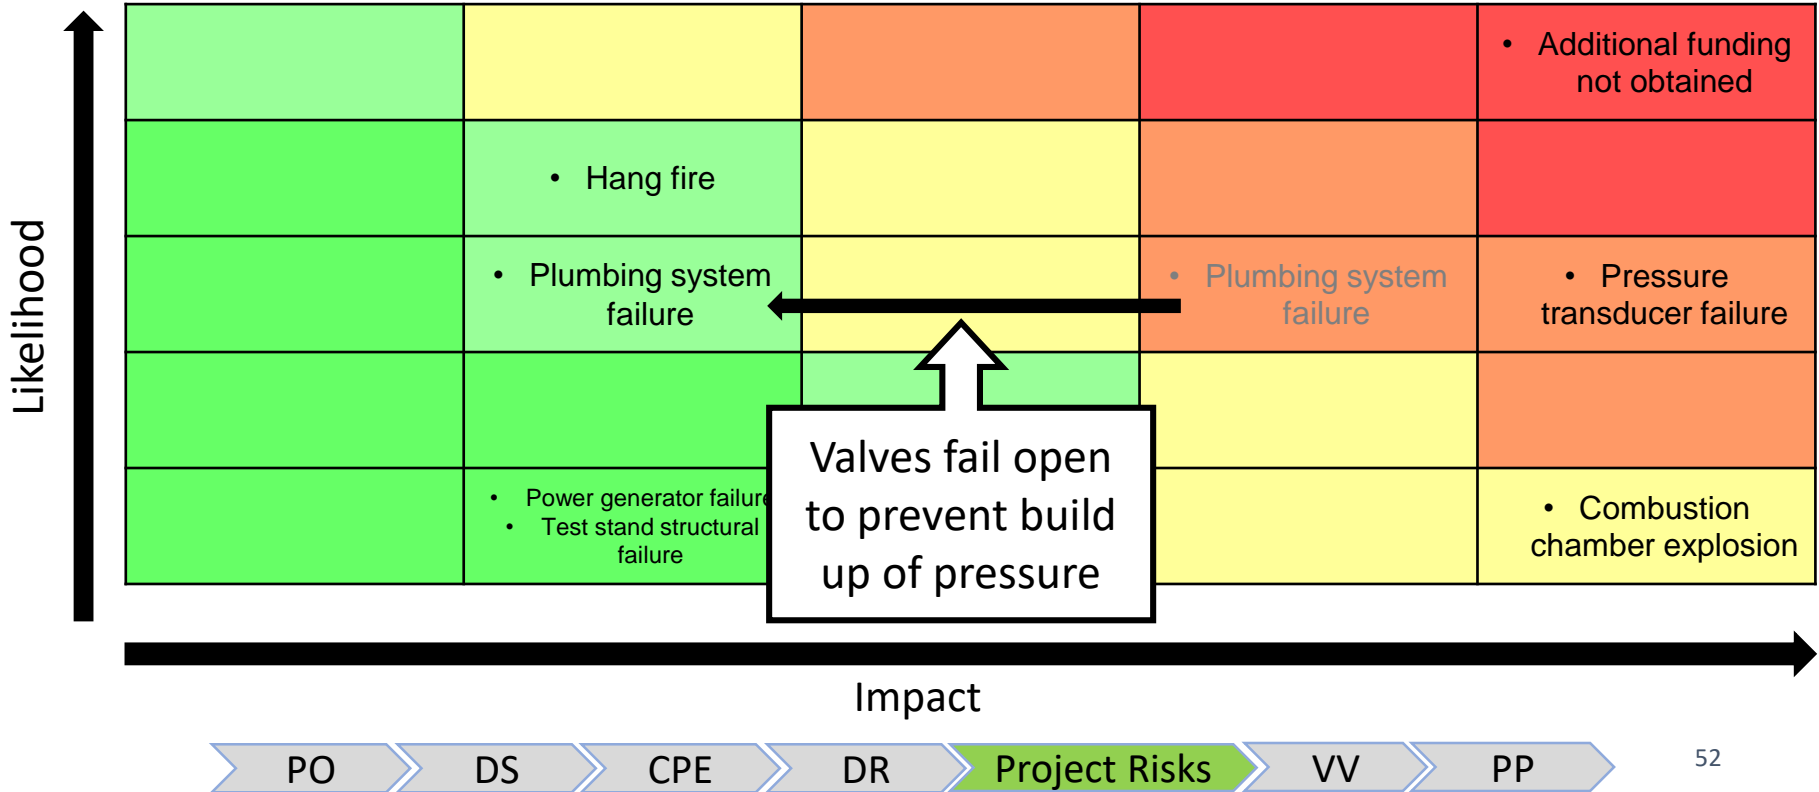 • Additional funding
not obtained
• Hang fire
• Plumbing system
failure
• Plumbing system
failure
• Pressure
transducer failure
Likelihood
Valves fail open
to prevent build
up of pressure
• Power generator failure
• Test stand structural
failure
• Combustion
chamber explosion
Impact
PO
DS
CPE
DR
Project Risks
VV
PP
52